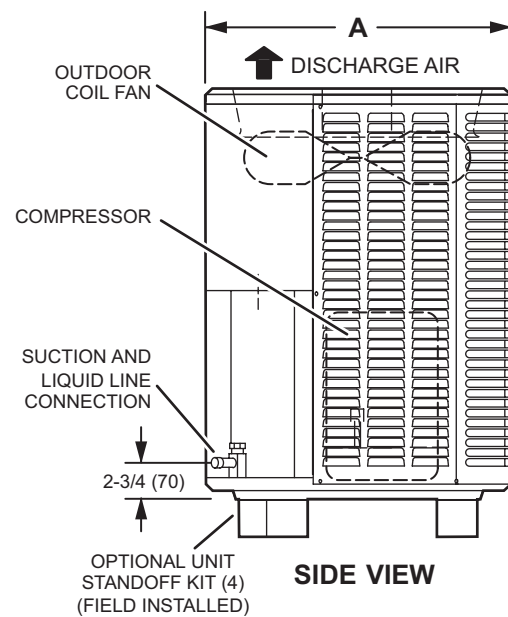 A
DISCHARGE AIR
OUTDOOR
COIL FAN
COMPRESSOR
SUCTION AND
LIQUID LINE
CONNECTION
2-3/4 (70)
OPTIONAL UNIT
STANDOFF KIT (4)
(FIELD INSTALLED)
SIDE VIEW